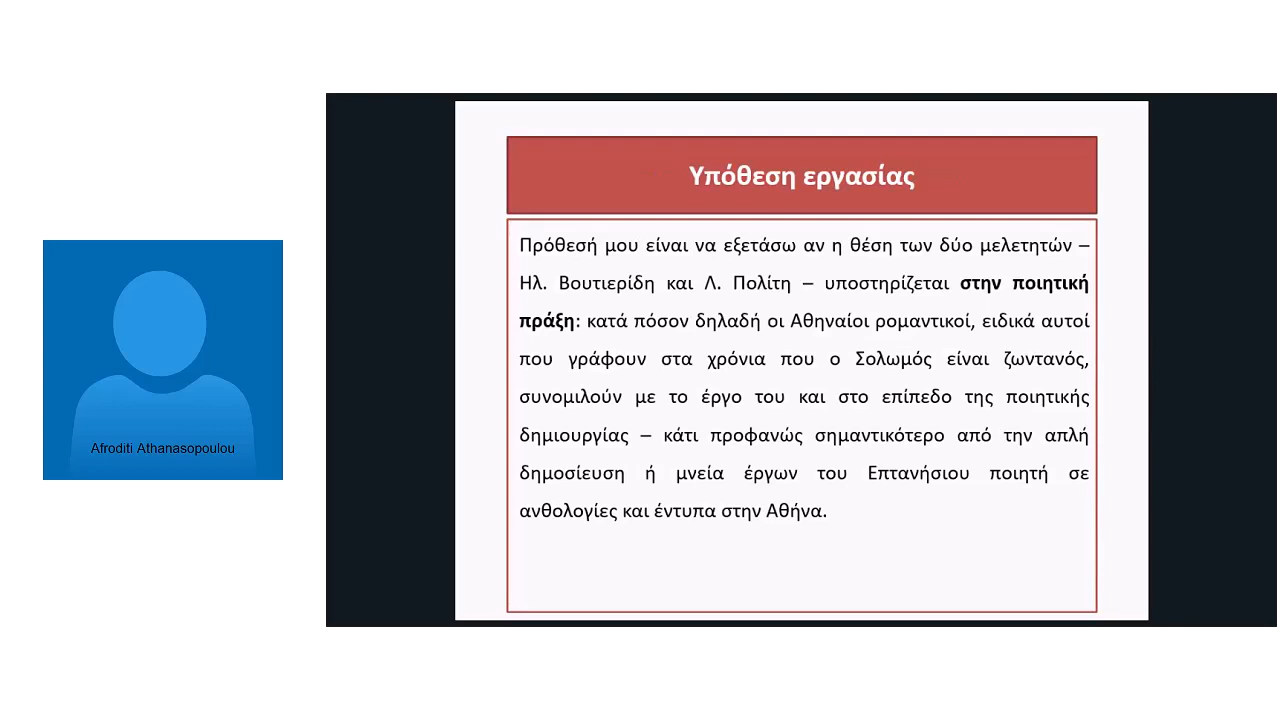 Υπόθεση εργασίας
Πρόθεσή μου είναι να εξετάσω αν η θέση των δύο μελετητών –
Ηλ. Βουτιερίδη και Λ. Πολίτη – υποστηρίζεται στην ποιητική
πράξη: κατά πόσον δηλαδή οι Αθηναίοι ρομαντικοί, ειδικά αυτοί
που γράφουν στα χρόνια που ο Σολωμός είναι ζωντανός,
συνομιλούν με το έργο του και στο επίπεδο της ποιητικής
δημιουργίας – κάτι προφανώς σημαντικότερο από την απλή
δημοσίευση ή μνεία έργων του Επτανήσιου ποιητή σε
ανθολογίες και έντυπα στην Αθήνα.
Afroditi Athanasopoulou